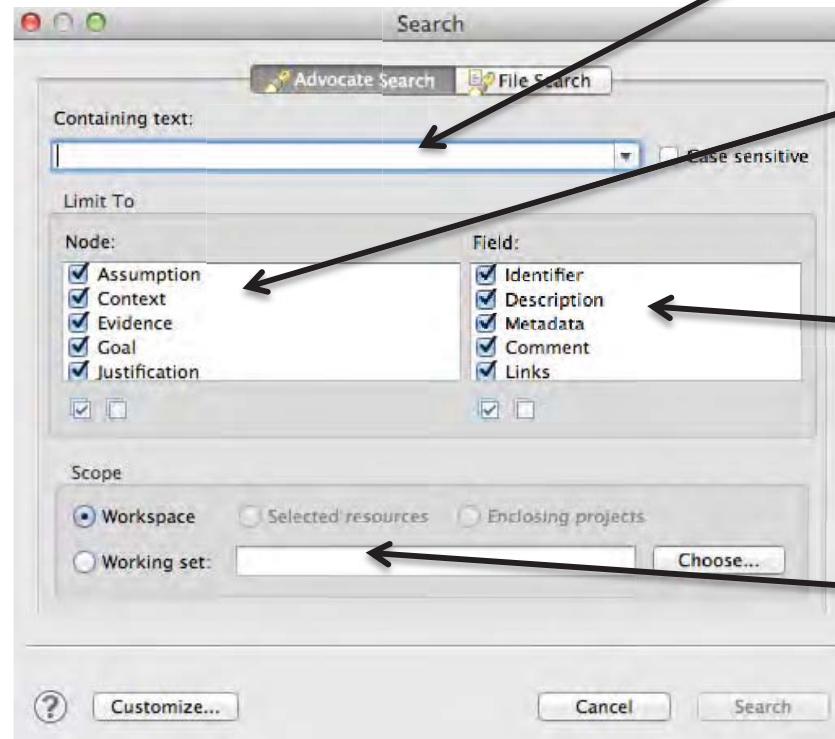 Search
Advocate Search File Search
Containing text:
Case sensitive
Limit To
Node: Field:
Assumption Identifier
Context Description
Evidence Metadata
Goal Comment
Justification Links
Scope
Workspace Selected resources Enclosing projects
Working set: Choose...
? Customize... Cancel Search